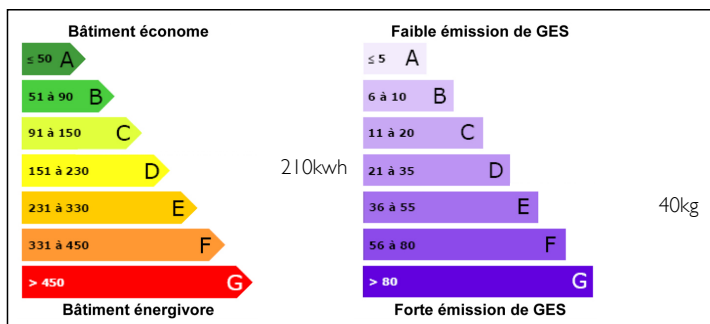 Bâtiment économe
≤ 50 A
51 à 90 B
91 à 150 C
151 à 230 D
231 à 330 E
331 à 450 F
> 450 G
Bâtiment énergivore
210kwh
Faible émission de GES
≤ 5 A
6 à 10 B
11 à 20 C
21 à 35 D
36 à 55 E
56 à 80 F
> 80 G
Forte émission de GES
40kg